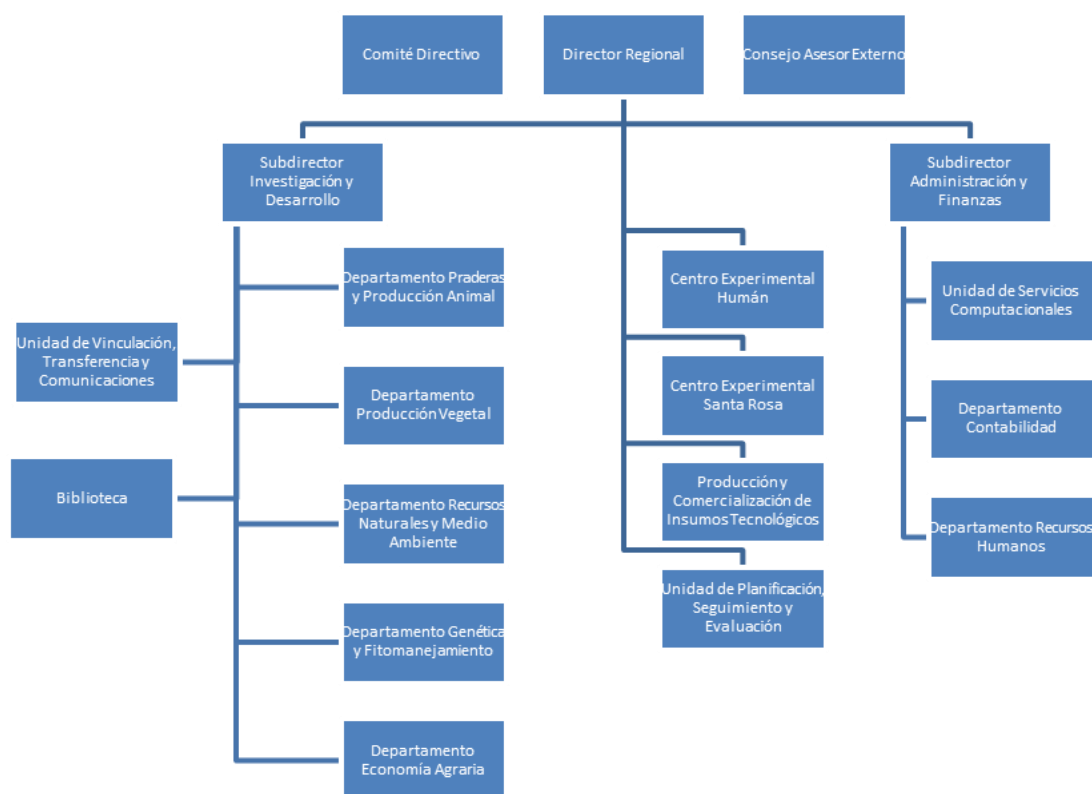 Comité Directivo
Director Regional
Consejo Asesor Externo
Subdirector
Investigación y
Desarrollo
Subdirector
Administración y
Finanzas
Unidad de Vinculación,
Transferencia y
Comunicaciones
Biblioteca
Departamento Praderas
y Producción Animal
Departamento
Producción Vegetal
Departamento Recursos
Naturales y Medio
Ambiente
Departamento Genética
y Fitomanejamiento
Departamento
Economía Agraria
Centro Experimental
Humán
Centro Experimental
Santa Rosa
Producción y
Comercialización de
Insumos Tecnológicos
Unidad de Planificación,
Seguimiento y
Evaluación
Unidad de Servicios
Computacionales
Departamento
Contabilidad
Departamento Recursos
Humanos